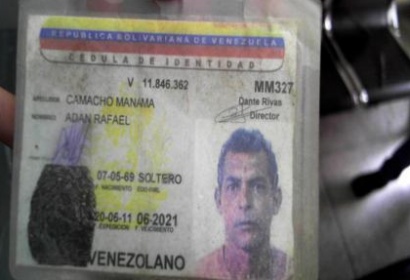 REPUBLICA BOLIVARIANA DE VENEZUELA
CEDULA DE IDENTIDAD
V 11.846.362 MM327
Dante Rivas
Director
APELLIDOS CAMACHO MANAMA
NOMBRES ADAN RAFAEL
07-05-69 SOLTERO
F. NACIMIENTO EDO CIVIL
20-06-11 06-2021
F. EXPEDICION F. VENCIMIENTO
VENEZOLANO